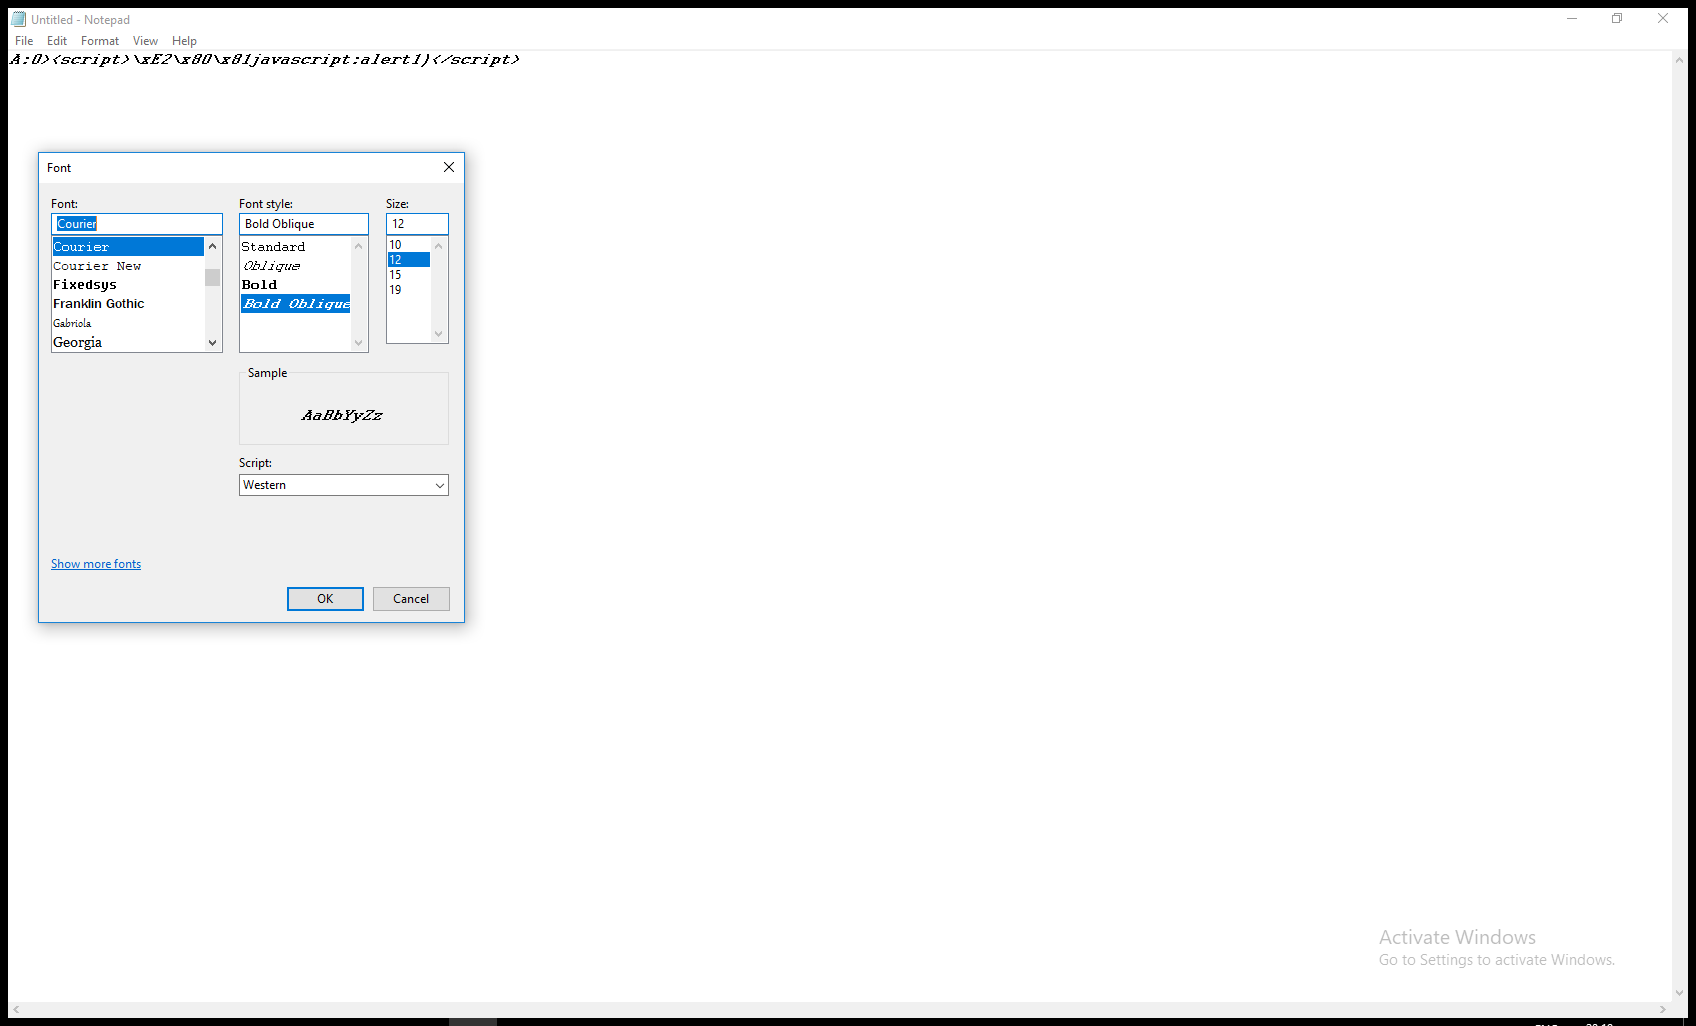 Untitled - Notepad
File Edit Format View Help
A:0)<script>\xE2\x80\x81javascript:alert1)</script>
Font
Font: Font style: Size:
Courier Bold Oblique 12
Courier Standard 10
Courier New Oblique 12
Fixedsys Bold 15
Franklin Gothic Bold Oblique 19
Gabriola
Georgia
Sample
AaBbYyZz
Script:
Western
Show more fonts
OK Cancel
Activate Windows
Go to Settings to activate Windows.